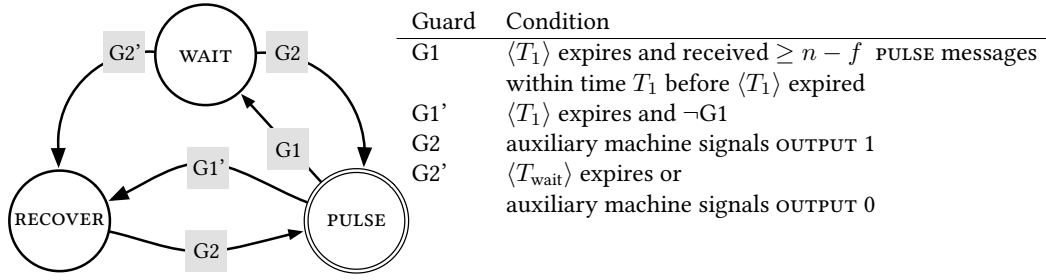 G2’
WAIT
G2
G1
G1’
RECOVER
PULSE
G2
Guard Condition
G1 ⟨T₁⟩ expires and received ≥ n − f PULSE messages
within time T₁ before ⟨T₁⟩ expired
G1’ ⟨T₁⟩ expires and ¬G1
G2 auxiliary machine signals OUTPUT 1
G2’ ⟨T_wait⟩ expires or
auxiliary machine signals OUTPUT 0